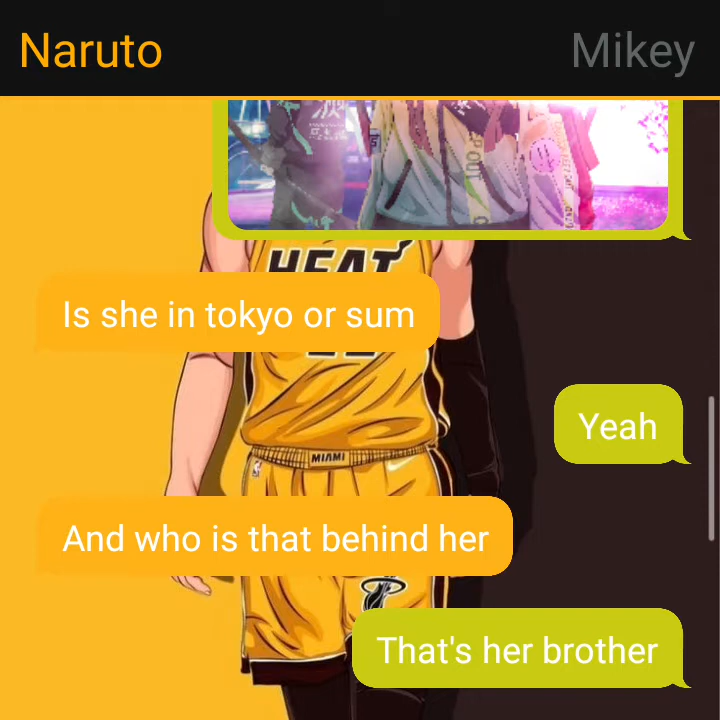 Naruto
Mikey
HEAT
Is she in tokyo or sum
Yeah
MIAMI
And who is that behind her
That's her brother